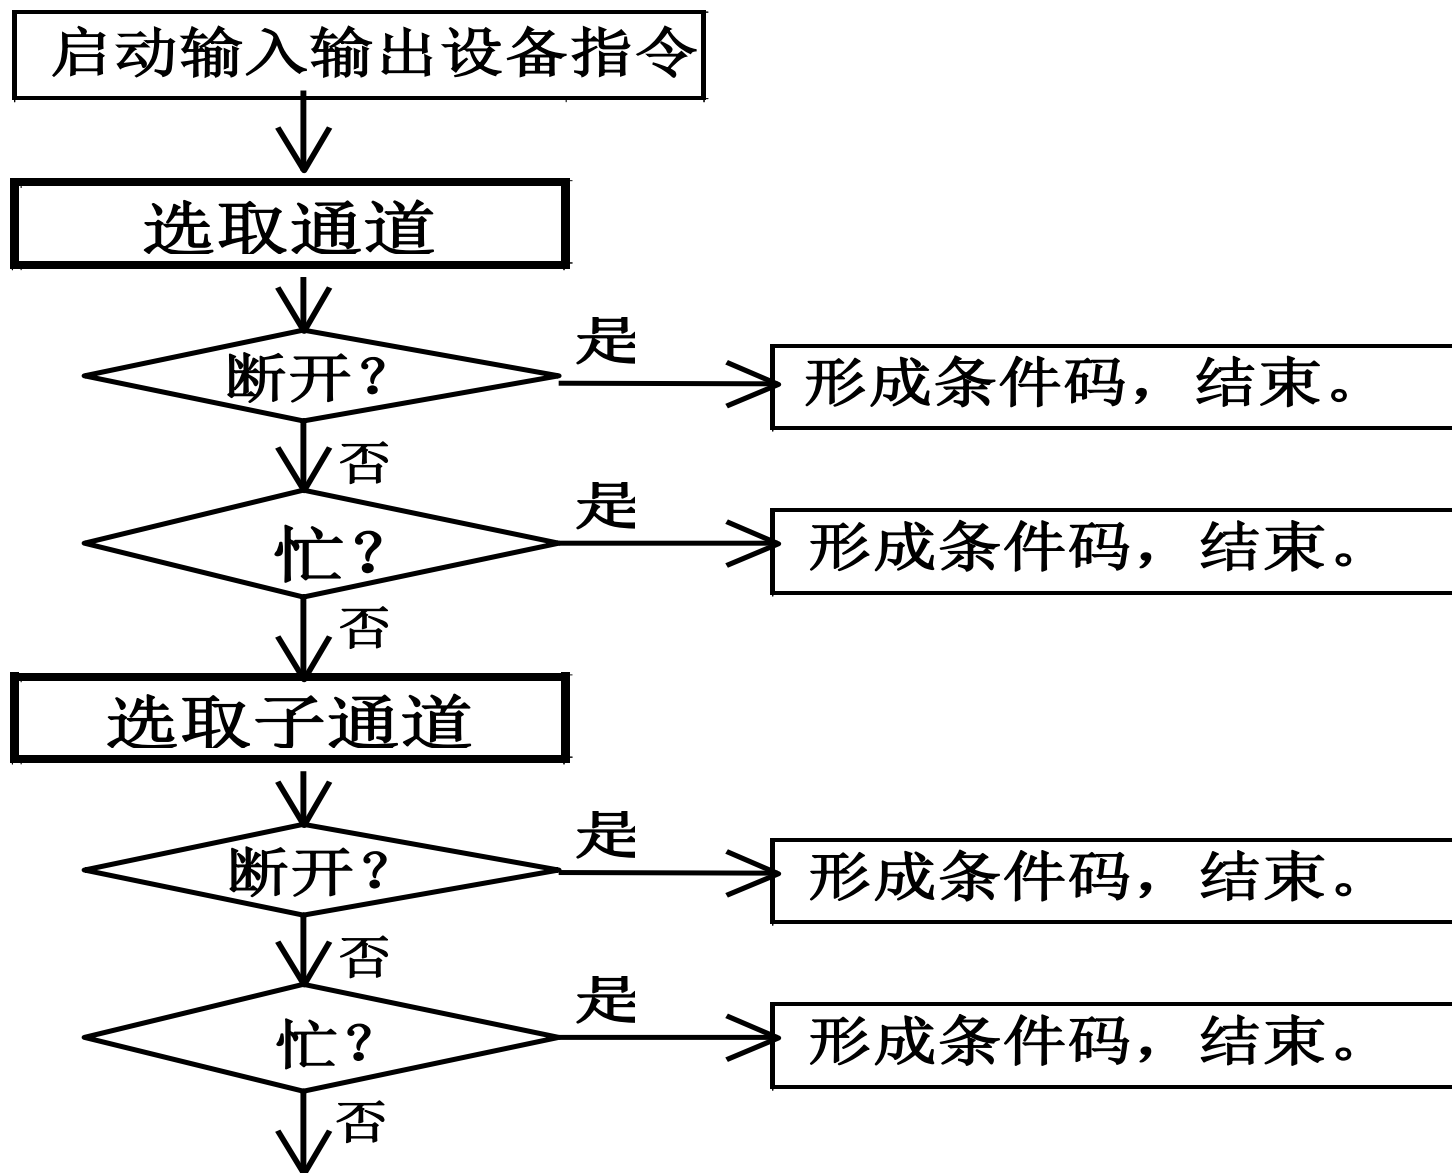 启动输入输出设备指令
选取通道
断开？
是
形成条件码，结束。
否
忙？
是
形成条件码，结束。
否
选取子通道
断开？
是
形成条件码，结束。
否
忙？
是
形成条件码，结束。
否